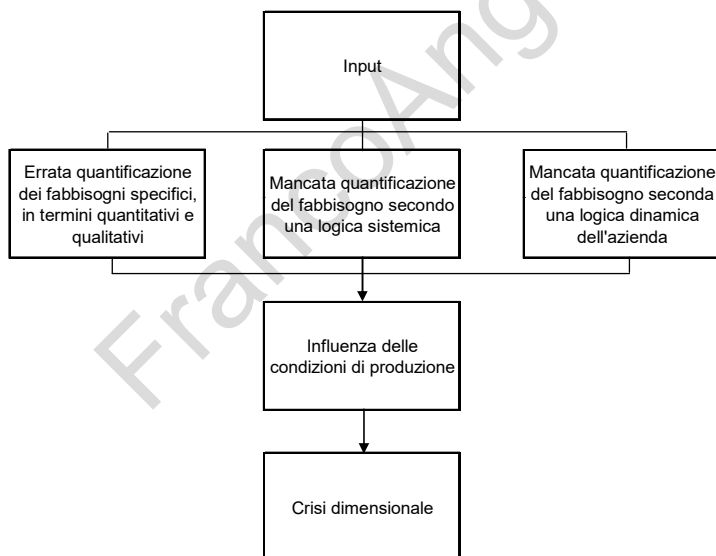 Input
Errata quantificazione
dei fabbisogni specifici,
in termini quantitativi e
qualitativi
Mancata quantificazione
del fabbisogno secondo
una logica sistemica
Mancata quantificazione
del fabbisogno seconda
una logica dinamica
dell'azienda
Influenza delle
condizioni di produzione
Crisi dimensionale
FrancoAng